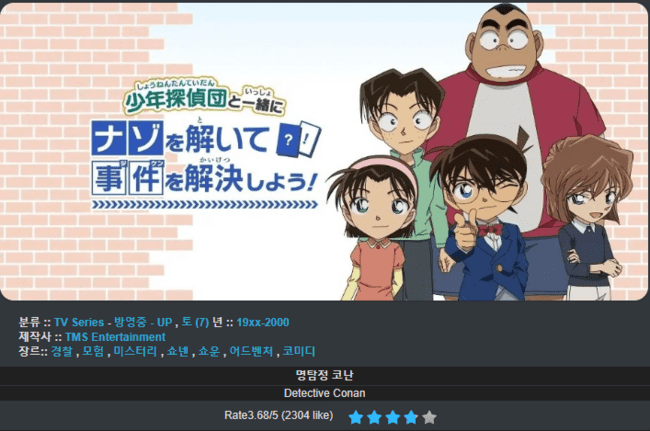 少年探偵団と一緒に
しょうねんたんていだん
いっしょ
ナゾを解いて
と
?!
事件を解決しよう!
ジケン
かいけつ
분류 :: TV Series - 방영중 - UP , 토 (7) 년 :: 19xx-2000
제작사 :: TMS Entertainment
장르:: 경찰 , 모험 , 미스터리 , 쇼넨 , 쇼운 , 어드벤처 , 코미디
명탐정 코난
Detective Conan
Rate3.68/5 (2304 like)